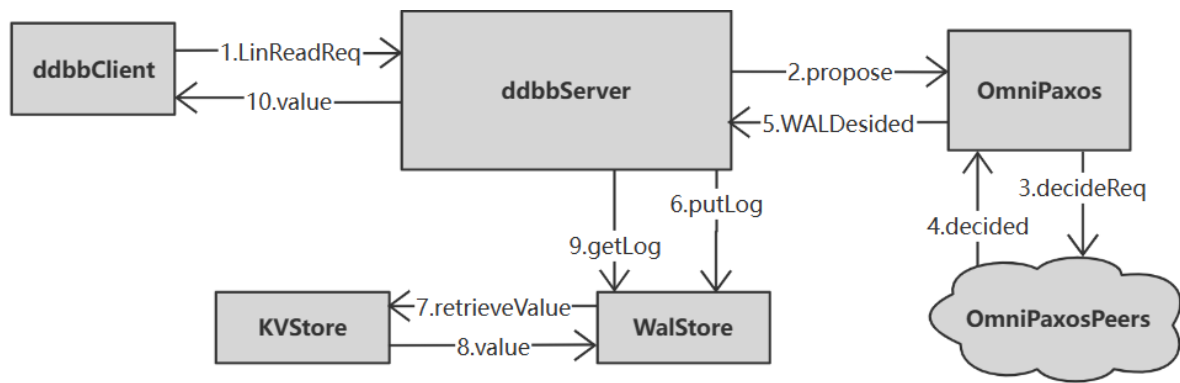 ddbbClient
1.LinReadReq
10.value
ddbbServer
2.propose
5.WALDesided
OmniPaxos
6.putLog
9.getLog
3.decideReq
4.decided
KVStore
7.retrieveValue
8.value
WalStore
OmniPaxosPeers